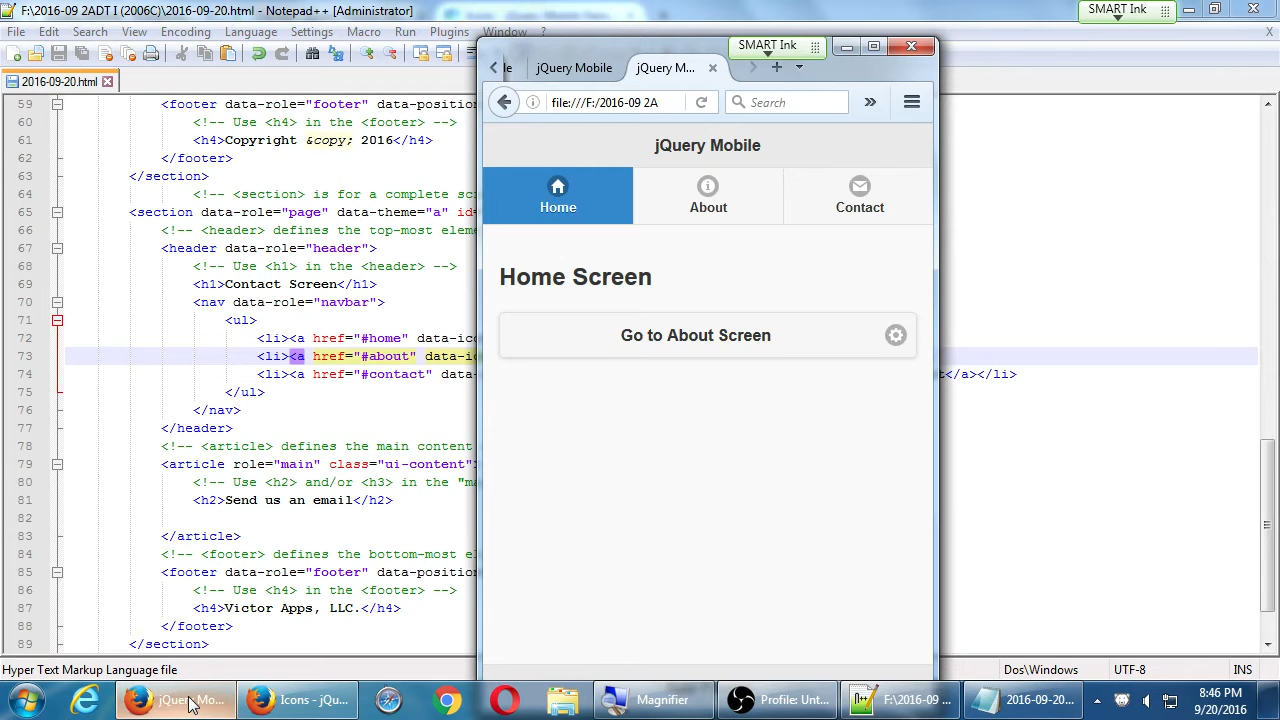 F:\2016-09 2ADT I (2006C)\2016-09-20.html - Notepad++ [Administrator]
SMART Ink
File Edit Search View Encoding Language Settings Macro Run Plugins Window ?
X
2016-09-20.html
59 <footer data-role="footer" data-position
60 <!-- Use <h4> in the <footer> -->
61 <h4>Copyright &copy; 2016</h4>
62 </footer>
63 </section>
64 <!-- <section> is for a complete scr
65 <section data-role="page" data-theme="a" id=
66 <!-- <header> defines the top-most eleme
67 <header data-role="header">
68 <!-- Use <h1> in the <header> -->
69 <h1>Contact Screen</h1>
70 <nav data-role="navbar">
71 <ul>
72 <li><a href="#home" data-ico
73 <li><a href="#about" data-ic
74 <li><a href="#contact" data- t</a></li>
75 </ul>
76 </nav>
77 </header>
78 <!-- <article> defines the main content
79 <article role="main" class="ui-content">
80 <!-- Use <h2> and/or <h3> in the "ma
81 <h2>Send us an email</h2>
82
83 </article>
84 <!-- <footer> defines the bottom-most el
85 <footer data-role="footer" data-position
86 <!-- Use <h4> in the <footer> -->
87 <h4>Victor Apps, LLC.</h4>
88 </footer>
89 </section>
SMART Ink
le jQuery Mobile jQuery M...
file:///F:/2016-09 2A Search
jQuery Mobile
Home About Contact
Home Screen
Go to About Screen
Hyper Text Markup Language file Dos\Windows UTF-8 INS
jQuery Mo... Icons - jQu... Magnifier Profile: Unt... F:\2016-09 ... 2016-09-20...
8:46 PM
9/20/2016